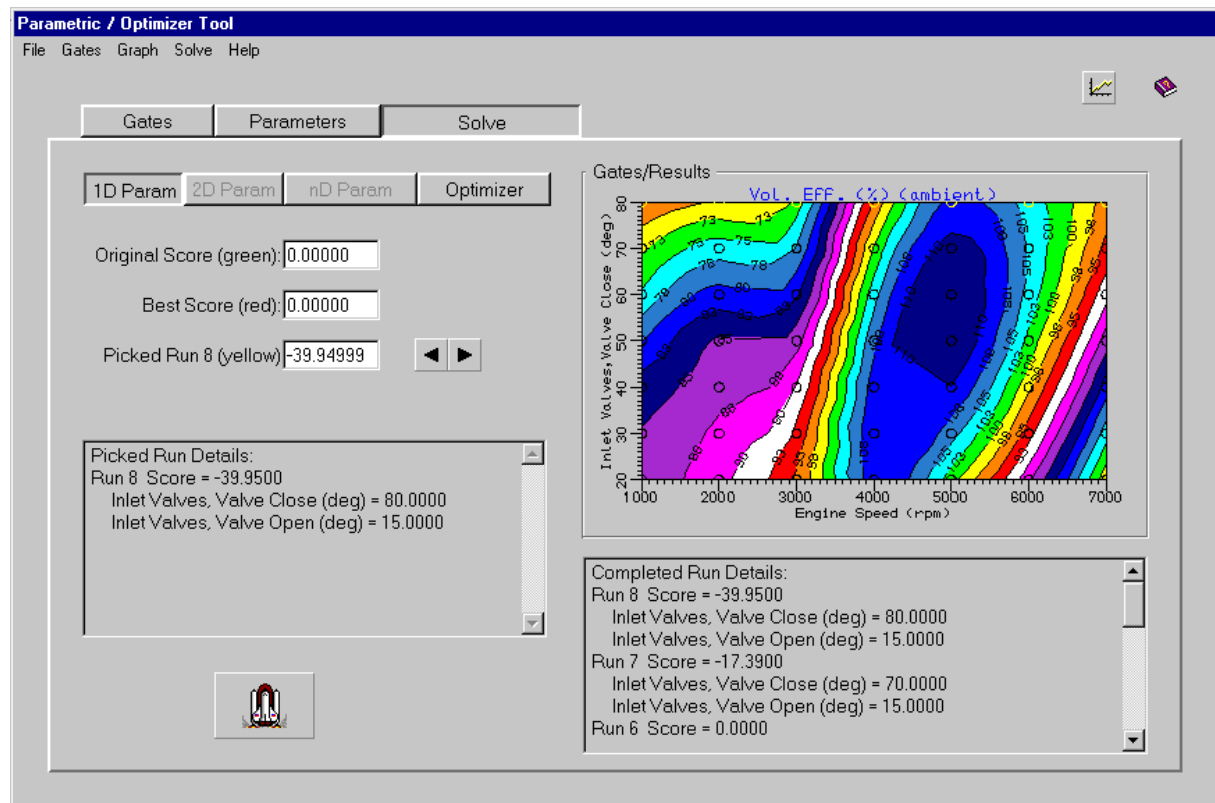 Parametric / Optimizer Tool
File Gates Graph Solve Help
Gates Parameters Solve
1D Param 2D Param nD Param Optimizer
Original Score (green): 0.00000
Best Score (red): 0.00000
Picked Run 8 (yellow) -39.94999
Picked Run Details:
Run 8 Score = -39.9500
Inlet Valves, Valve Close (deg) = 80.0000
Inlet Valves, Valve Open (deg) = 15.0000
Gates/Results
Vol. EFF. (%) (ambient)
Inlet Valves,Valve Close (deg)
80
70
60
50
40
30
20
1000 2000 3000 4000 5000 6000 7000
Engine Speed (rpm)
Completed Run Details:
Run 8 Score = -39.9500
Inlet Valves, Valve Close (deg) = 80.0000
Inlet Valves, Valve Open (deg) = 15.0000
Run 7 Score = -17.3900
Inlet Valves, Valve Close (deg) = 70.0000
Inlet Valves, Valve Open (deg) = 15.0000
Run 6 Score = 0.0000